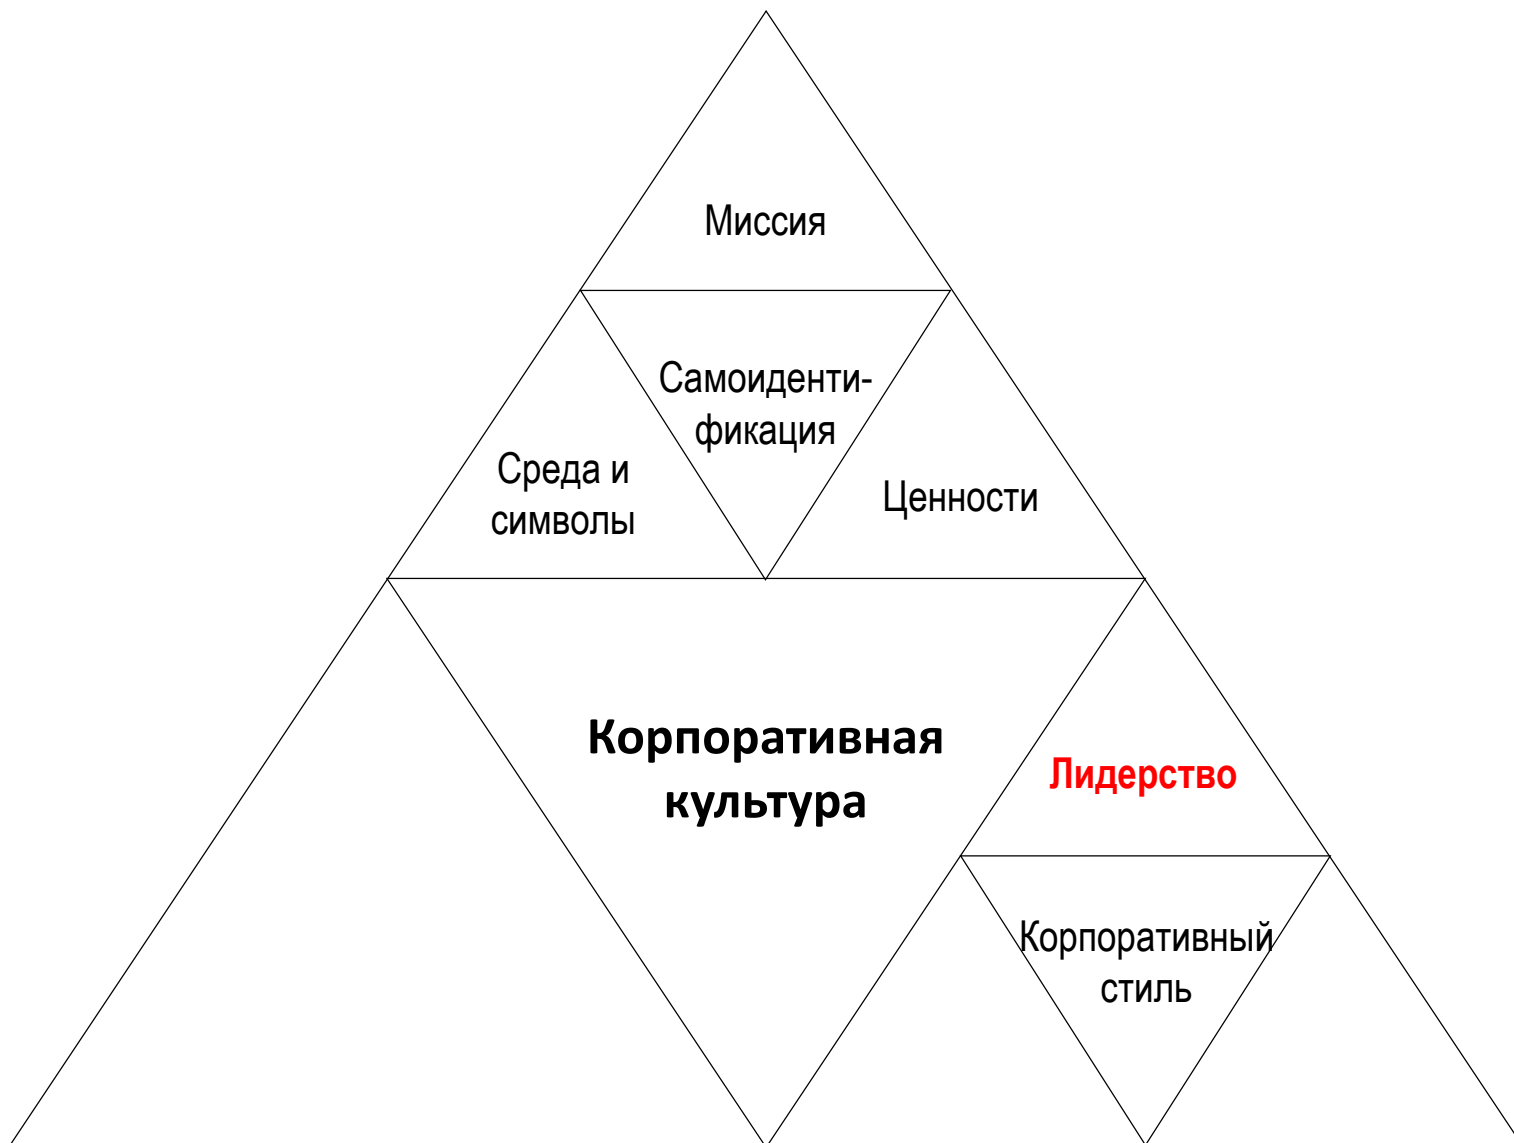 Миссия
Самоиденти-
фикация
Среда и
символы
Ценности
Корпоративная
культура
Лидерство
Корпоративный
стиль